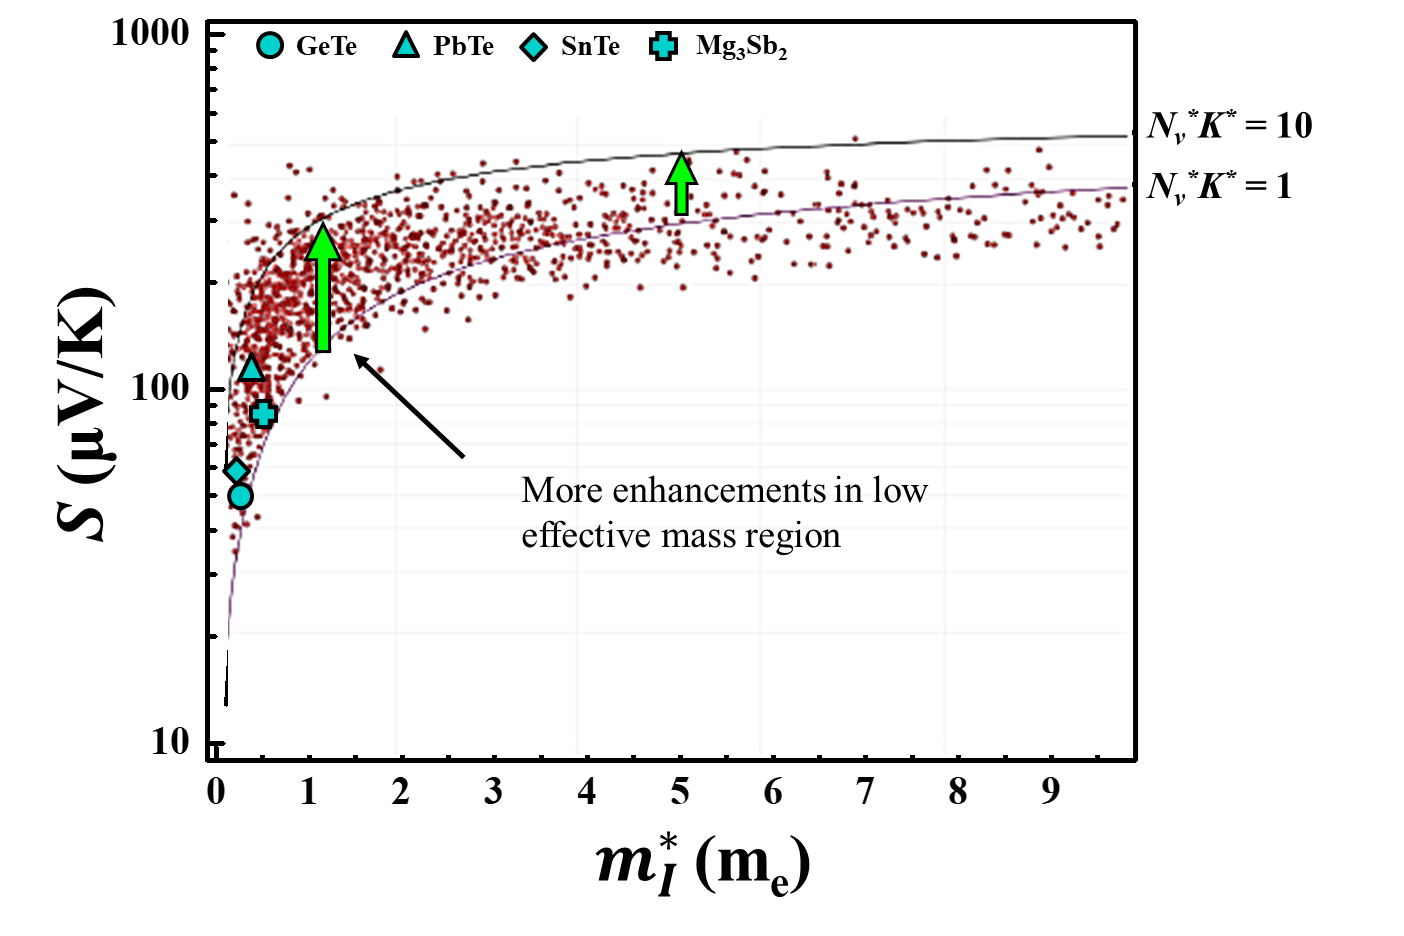 1000
GeTe PbTe SnTe Mg₃Sb₂
Nᵥ*K* = 10
Nᵥ*K* = 1
100
S (μV/K)
More enhancements in low
effective mass region
10
0 1 2 3 4 5 6 7 8 9
m*_I (mₑ)